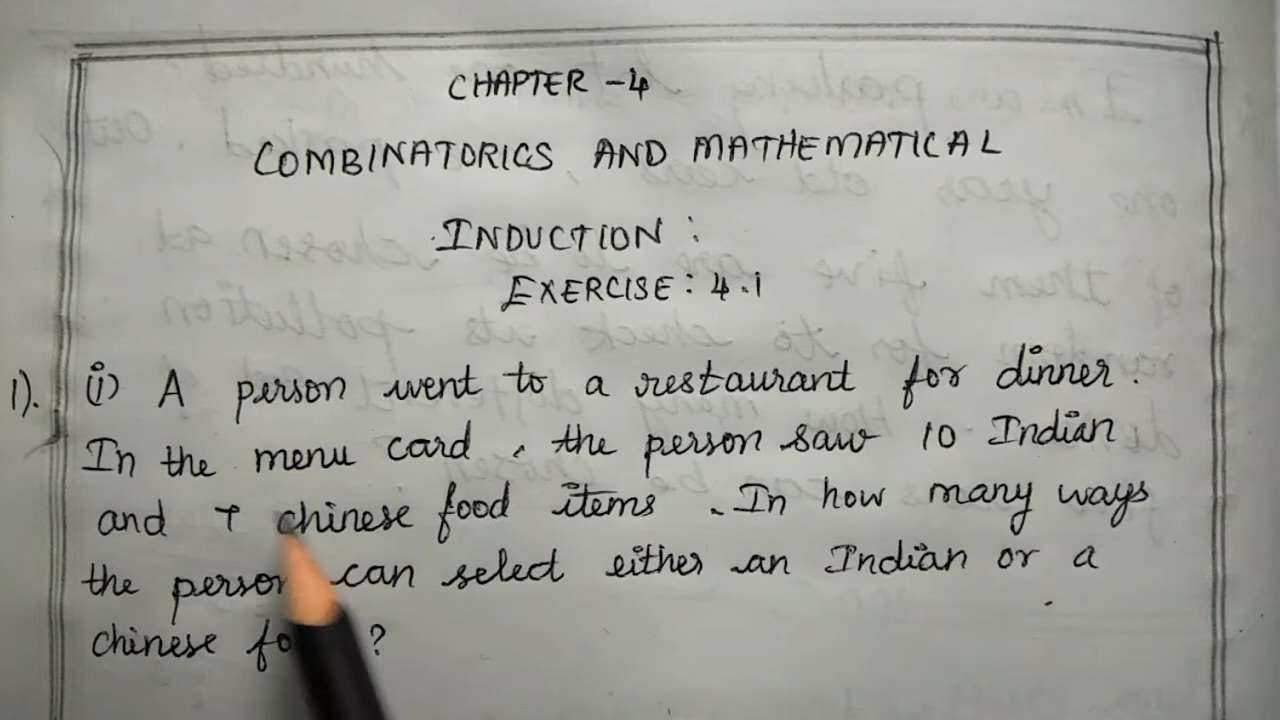 CHAPTER -4
COMBINATORICS AND MATHEMATICAL
INDUCTION :
EXERCISE: 4.1
1). (i) A person went to a restaurant for dinner.
In the menu card, the person saw 10 Indian
and 7 chinese food items. In how many ways
the person can select either an Indian or a
chinese ?